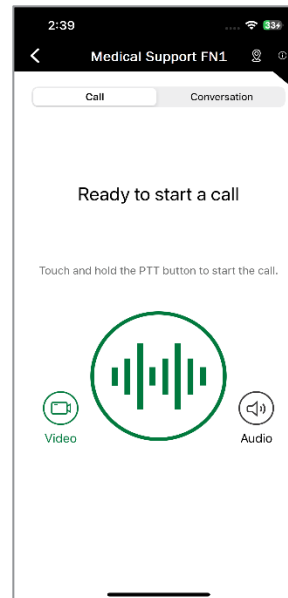 2:39 .... 33
Medical Support FN1
Call Conversation
Ready to start a call
Touch and hold the PTT button to start the call.
Video Audio